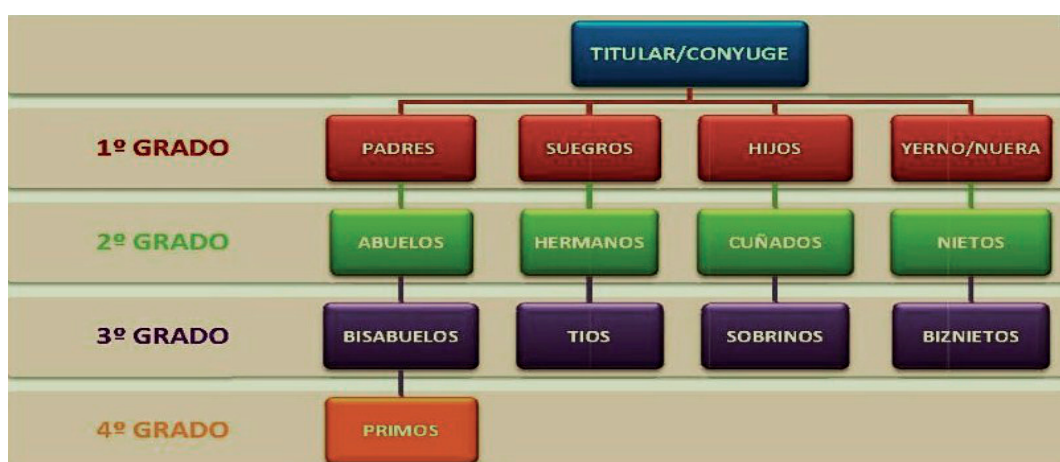 TITULAR/CONYUGE
1º GRADO
PADRES
SUEGROS
HIJOS
YERNO/NUERA
2º GRADO
ABUELOS
HERMANOS
CUÑADOS
NIETOS
3º GRADO
BISABUELOS
TIOS
SOBRINOS
BIZNIETOS
4º GRADO
PRIMOS